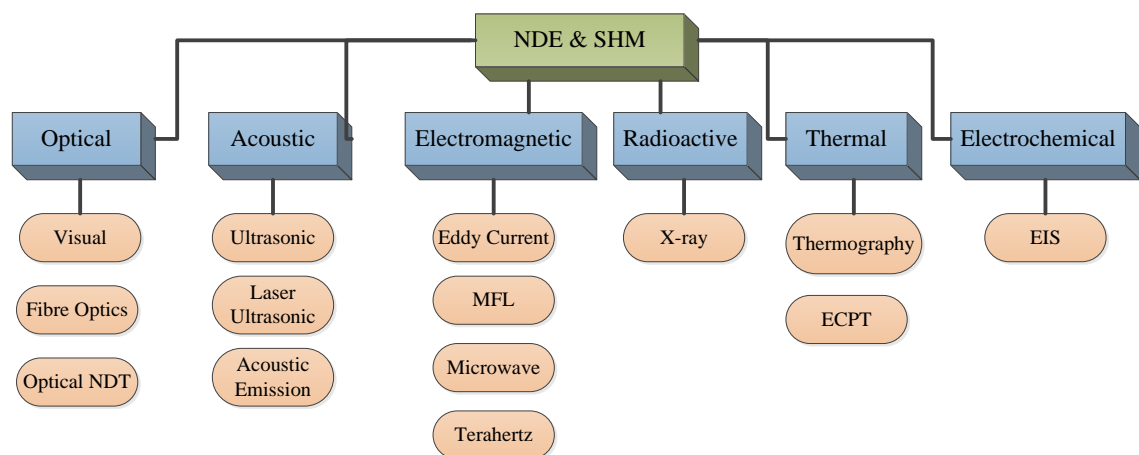 NDE & SHM
Optical
Acoustic
Electromagnetic
Radioactive
Thermal
Electrochemical
Visual
Fibre Optics
Optical NDT
Ultrasonic
Laser
Ultrasonic
Acoustic
Emission
Eddy Current
MFL
Microwave
Terahertz
X-ray
Thermography
ECPT
EIS